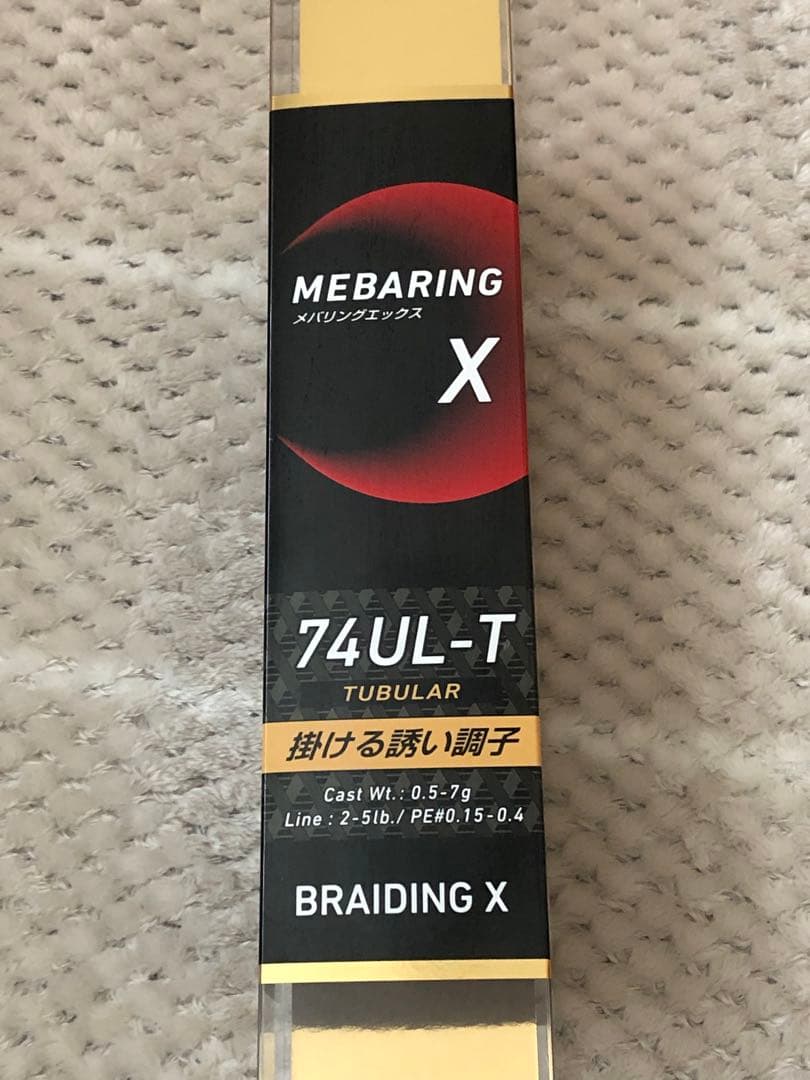 MEBARING
メバリングエックス
X
74UL-T
TUBULAR
掛ける誘い調子
Cast Wt.: 0.5-7g
Line : 2-5lb./ PE#0.15-0.4
BRAIDING X